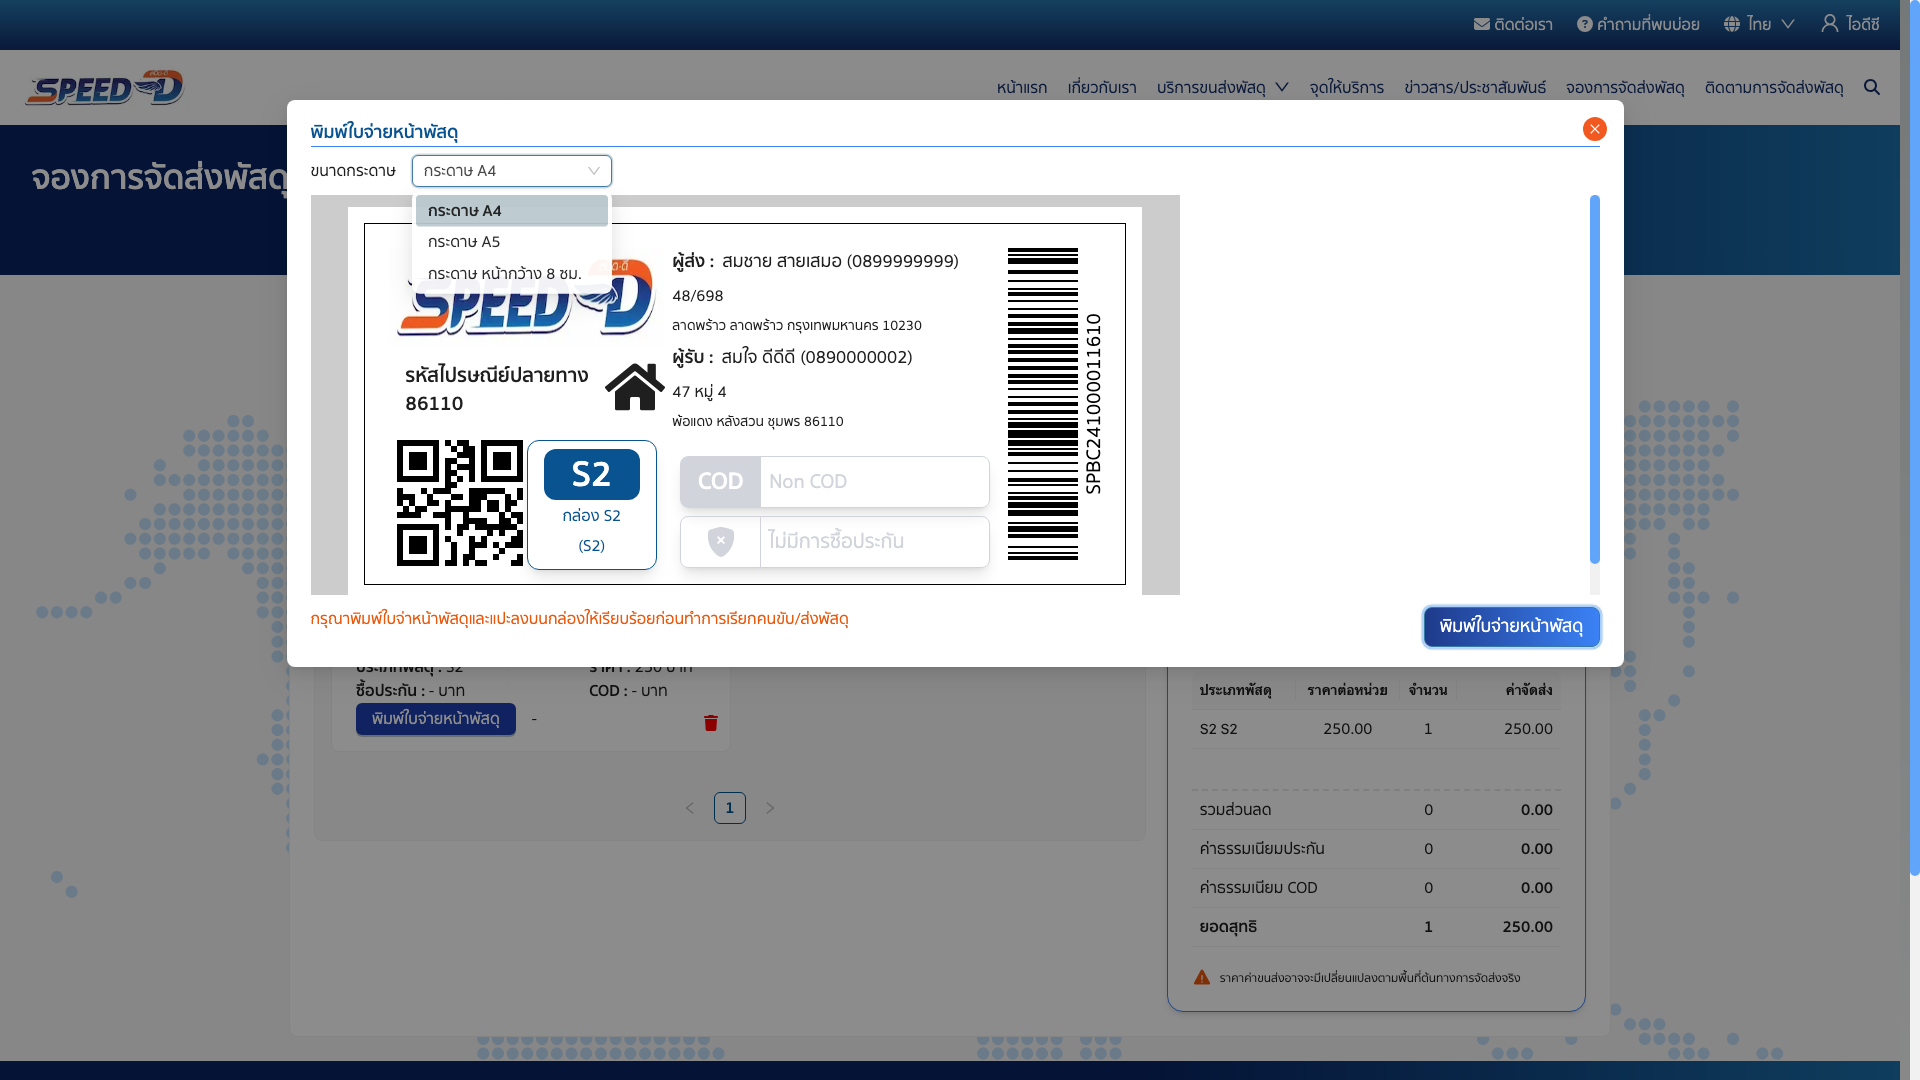 ติดต่อเรา
คำถามที่พบบ่อย
ไทย
ไอดีซี
SPEED D
หน้าแรก
เกี่ยวกับเรา
บริการขนส่งพัสดุ
จุดให้บริการ
ข่าวสาร/ประชาสัมพันธ์
จองการจัดส่งพัสดุ
ติดตามการจัดส่งพัสดุ
จองการจัดส่งพัสดุ
พิมพ์ใบจ่ายหน้าพัสดุ
ขนาดกระดาษ
กระดาษ A4
กระดาษ A4
กระดาษ A5
กระดาษ หน้ากว้าง 8 ซม.
SPEED D
รหัสไปรษณีย์ปลายทาง
86110
S2
กล่อง S2
(S2)
ผู้ส่ง : สมชาย สายเสมอ (0899999999)
48/698
ลาดพร้าว ลาดพร้าว กรุงเทพมหานคร 10230
ผู้รับ : สมใจ ดีดีดี (0890000002)
47 หมู่ 4
พ้อแดง หลังสวน ชุมพร 86110
COD Non COD
ไม่มีการซื้อประกัน
SPBC241000011610
กรุณาพิมพ์ใบจ่าหน้าพัสดุและแปะลงบนกล่องให้เรียบร้อยก่อนทำการเรียกคนขับ/ส่งพัสดุ
พิมพ์ใบจ่ายหน้าพัสดุ
ประเภทพัสดุ : S2
ราคา : 250 บาท
ซื้อประกัน : - บาท
COD : - บาท
พิมพ์ใบจ่ายหน้าพัสดุ
-
1
ประเภทพัสดุ ราคาต่อหน่วย จำนวน ค่าจัดส่ง
S2 S2 250.00 1 250.00
รวมส่วนลด 0 0.00
ค่าธรรมเนียมประกัน 0 0.00
ค่าธรรมเนียม COD 0 0.00
ยอดสุทธิ 1 250.00
ราคาค่าขนส่งอาจจะมีเปลี่ยนแปลงตามพื้นที่ต้นทางการจัดส่งจริง